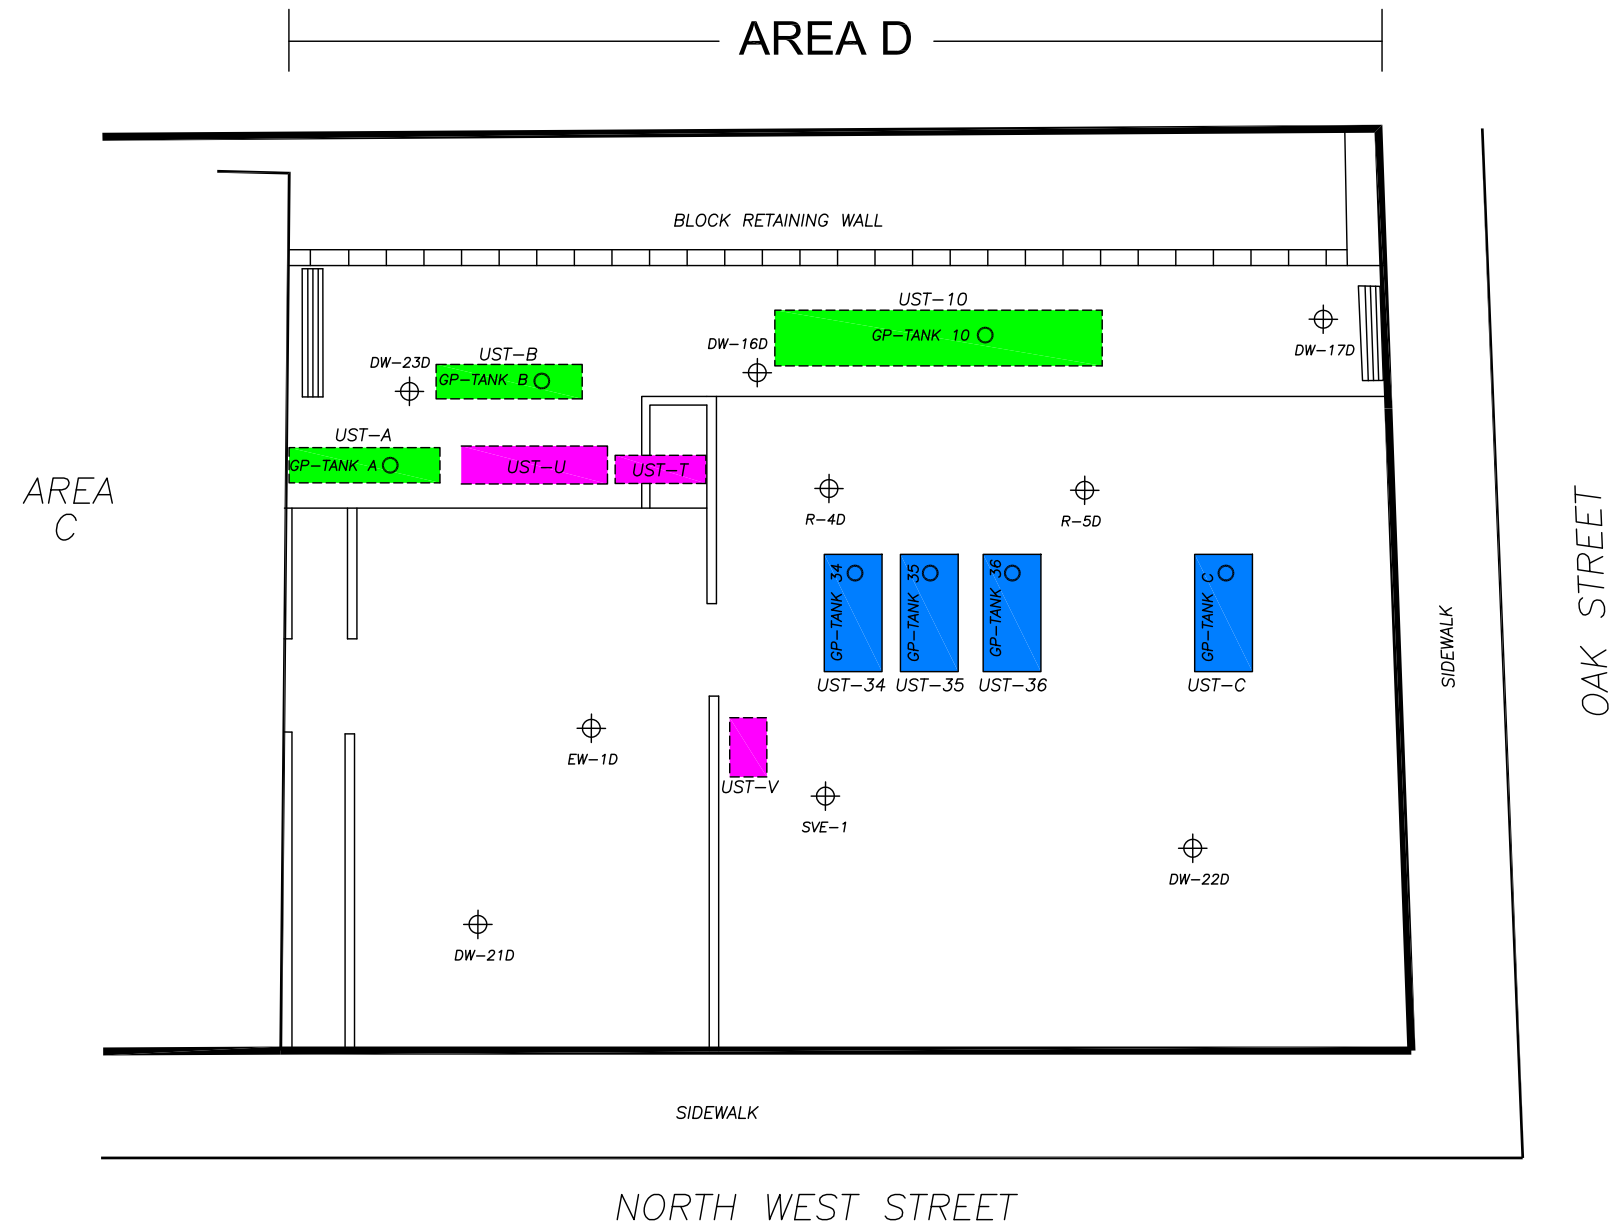 AREA D
BLOCK RETAINING WALL
UST-10
GP-TANK 10
DW-17D
DW-16D
UST-B
DW-23D
GP-TANK B
UST-A
GP-TANK A
UST-U
UST-T
AREA
C
R-4D
R-5D
GP-TANK 34
GP-TANK 35
GP-TANK 36
GP-TANK C
UST-34
UST-35
UST-36
UST-C
SIDEWALK
OAK STREET
EW-1D
UST-V
SVE-1
DW-22D
DW-21D
SIDEWALK
NORTH WEST STREET